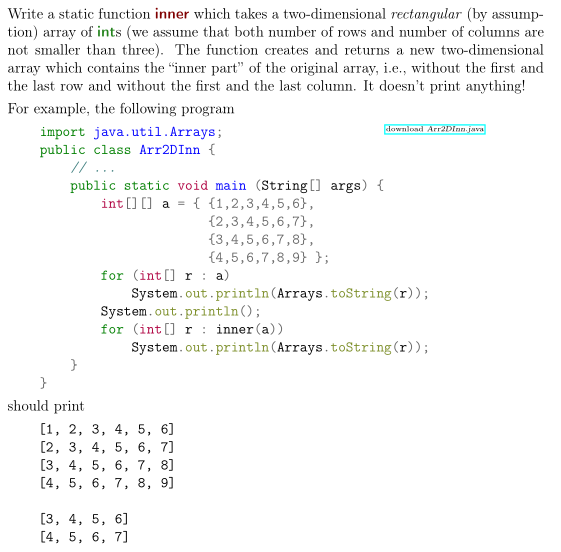 Write a static function inner which takes a two-dimensional rectangular (by assump-
tion) array of ints (we assume that both number of rows and number of columns are
not smaller than three). The function creates and returns a new two-dimensional
array which contains the “inner part” of the original array, i.e., without the first and
the last row and without the first and the last column. It doesn’t print anything!
For example, the following program
import java.util.Arrays;
download Arr2DInn.java
public class Arr2DInn {
// ...
public static void main (String[] args) {
int[][] a = { {1,2,3,4,5,6},
{2,3,4,5,6,7},
{3,4,5,6,7,8},
{4,5,6,7,8,9} };
for (int[] r : a)
System.out.println(Arrays.toString(r));
System.out.println();
for (int[] r : inner(a))
System.out.println(Arrays.toString(r));
}
}
should print
[1, 2, 3, 4, 5, 6]
[2, 3, 4, 5, 6, 7]
[3, 4, 5, 6, 7, 8]
[4, 5, 6, 7, 8, 9]
[3, 4, 5, 6]
[4, 5, 6, 7]